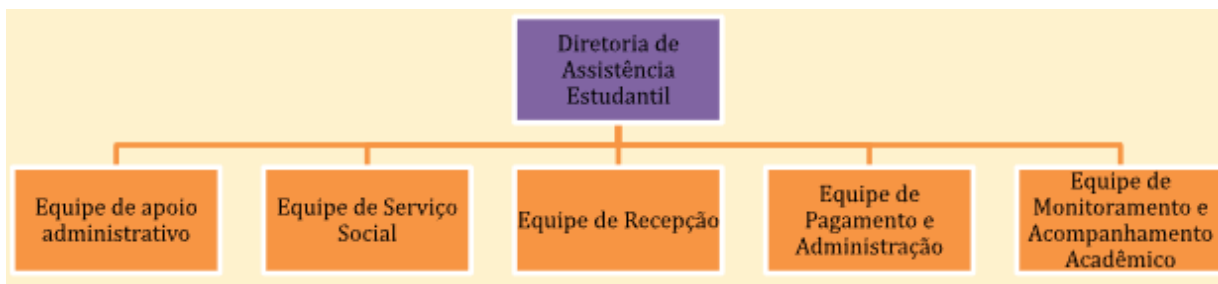 Diretoria de
Assistência
Estudantil
Equipe de apoio
administrativo
Equipe de Serviço
Social
Equipe de Recepção
Equipe de
Pagamento e
Administração
Equipe de
Monitoramento e
Acompanhamento
Acadêmico